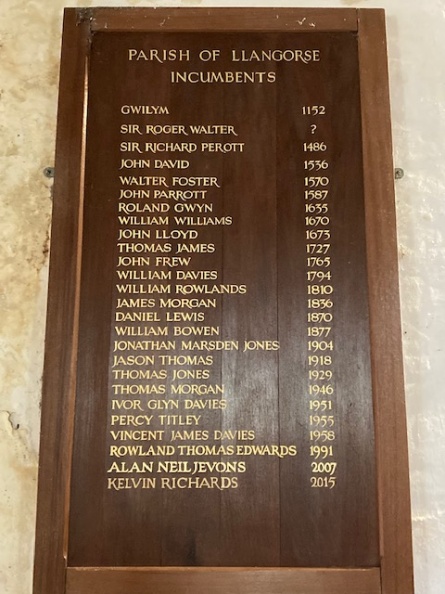 PARISH OF LLANGORSE
INCUMBENTS
GWILYM 1152
SIR ROGER WALTER ?
SIR RICHARD PEROTT 1486
JOHN DAVID 1536
WALTER FOSTER 1570
JOHN PARROTT 1587
ROLAND GWYN 1635
WILLIAM WILLIAMS 1670
JOHN LLOYD 1673
THOMAS JAMES 1727
JOHN FREW 1765
WILLIAM DAVIES 1794
WILLIAM ROWLANDS 1810
JAMES MORGAN 1836
DANIEL LEWIS 1870
WILLIAM BOWEN 1877
JONATHAN MARSDEN JONES 1904
JASON THOMAS 1918
THOMAS JONES 1929
THOMAS MORGAN 1946
IVOR GLYN DAVIES 1951
PERCY TITLEY 1955
VINCENT JAMES DAVIES 1958
ROWLAND THOMAS EDWARDS 1991
ALAN NEIL JEVONS 2007
KELVIN RICHARDS 2015